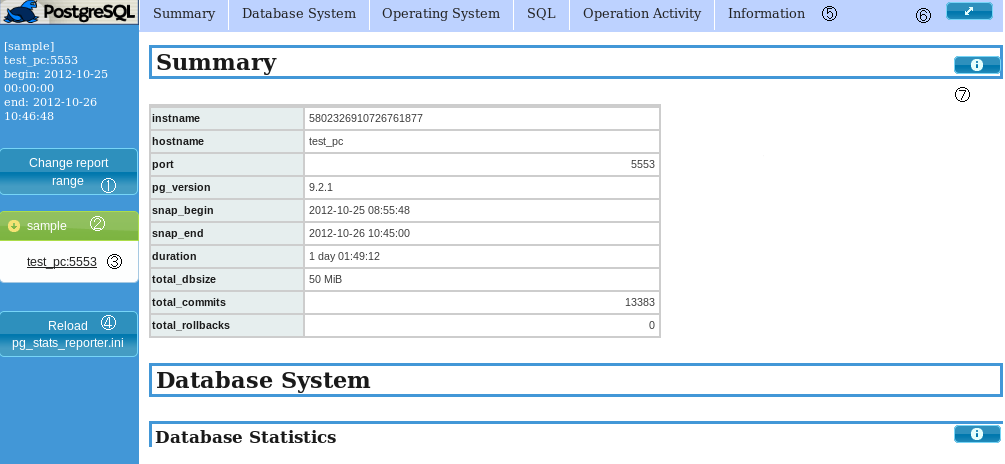 PostgreSQL
Summary Database System Operating System SQL Operation Activity Information ⑤ ⑥
[sample]
test_pc:5553
begin: 2012-10-25
00:00:00
end: 2012-10-26
10:46:48
Change report
range ①
② sample
test_pc:5553 ③
Reload ④
pg_stats_reporter.ini
Summary
⑦
instname 5802326910726761877
hostname test_pc
port 5553
pg_version 9.2.1
snap_begin 2012-10-25 08:55:48
snap_end 2012-10-26 10:45:00
duration 1 day 01:49:12
total_dbsize 50 MiB
total_commits 13383
total_rollbacks 0
Database System
Database Statistics